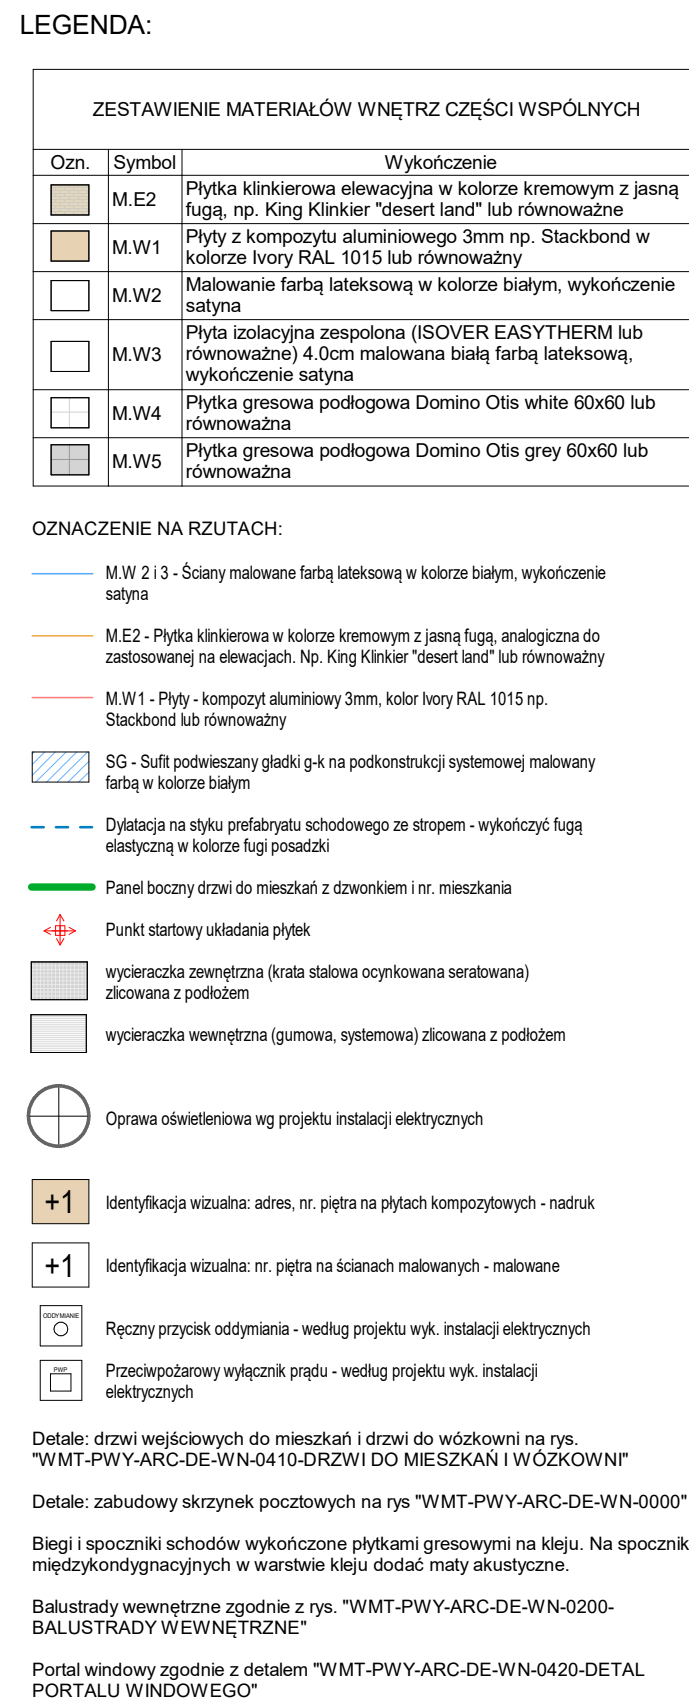 LEGENDA:
ZESTAWIENIE MATERIAŁÓW WNĘTRZ CZĘŚCI WSPÓLNYCH
Ozn. Symbol Wykończenie
M.E2 Płytka klinkierowa elewacyjna w kolorze kremowym z jasną
fugą, np. King Klinkier "desert land" lub równoważne
M.W1 Płyty z kompozytu aluminiowego 3mm np. Stackbond w
kolorze Ivory RAL 1015 lub równoważny
M.W2 Malowanie farbą lateksową w kolorze białym, wykończenie
satyna
M.W3 Płyta izolacyjna zespolona (ISOVER EASYTHERM lub
równoważne) 4.0cm malowana białą farbą lateksową,
wykończenie satyna
M.W4 Płytka gresowa podłogowa Domino Otis white 60x60 lub
równoważna
M.W5 Płytka gresowa podłogowa Domino Otis grey 60x60 lub
równoważna
OZNACZENIE NA RZUTACH:
M.W 2 i 3 - Ściany malowane farbą lateksową w kolorze białym, wykończenie
satyna
M.E2 - Płytka klinkierowa w kolorze kremowym z jasną fugą, analogiczna do
zastosowanej na elewacjach. Np. King Klinkier "desert land" lub równoważny
M.W1 - Płyty - kompozyt aluminiowy 3mm, kolor Ivory RAL 1015 np.
Stackbond lub równoważny
SG - Sufit podwieszany gładki g-k na podkonstrukcji systemowej malowany
farbą w kolorze białym
Dylatacja na styku prefabryatu schodowego ze stropem - wykończyć fugą
elastyczną w kolorze fugi posadzki
Panel boczny drzwi do mieszkań z dzwonkiem i nr. mieszkania
Punkt startowy układania płytek
wycieraczka zewnętrzna (krata stalowa ocynkowana seratowana)
zlicowana z podłożem
wycieraczka wewnętrzna (gumowa, systemowa) zlicowana z podłożem
Oprawa oświetleniowa wg projektu instalacji elektrycznych
+1 Identyfikacja wizualna: adres, nr. piętra na płytach kompozytowych - nadruk
+1 Identyfikacja wizualna: nr. piętra na ścianach malowanych - malowane
ODDYMIANIE
Ręczny przycisk oddymiania - według projektu wyk. instalacji elektrycznych
PWP
Przeciwpożarowy wyłącznik prądu - według projektu wyk. instalacji
elektrycznych
Detale: drzwi wejściowych do mieszkań i drzwi do wózkowni na rys.
"WMT-PWY-ARC-DE-WN-0410-DRZWI DO MIESZKAŃ I WÓZKOWNI"
Detale: zabudowy skrzynek pocztowych na rys "WMT-PWY-ARC-DE-WN-0000"
Biegi i spoczniki schodów wykończone płytkami gresowymi na kleju. Na spocznik
międzykondygnacyjnych w warstwie kleju dodać maty akustyczne.
Balustrady wewnętrzne zgodnie z rys. "WMT-PWY-ARC-DE-WN-0200-
BALUSTRADY WEWNĘTRZNE"
Portal windowy zgodnie z detalem "WMT-PWY-ARC-DE-WN-0420-DETAL
PORTALU WINDOWEGO"